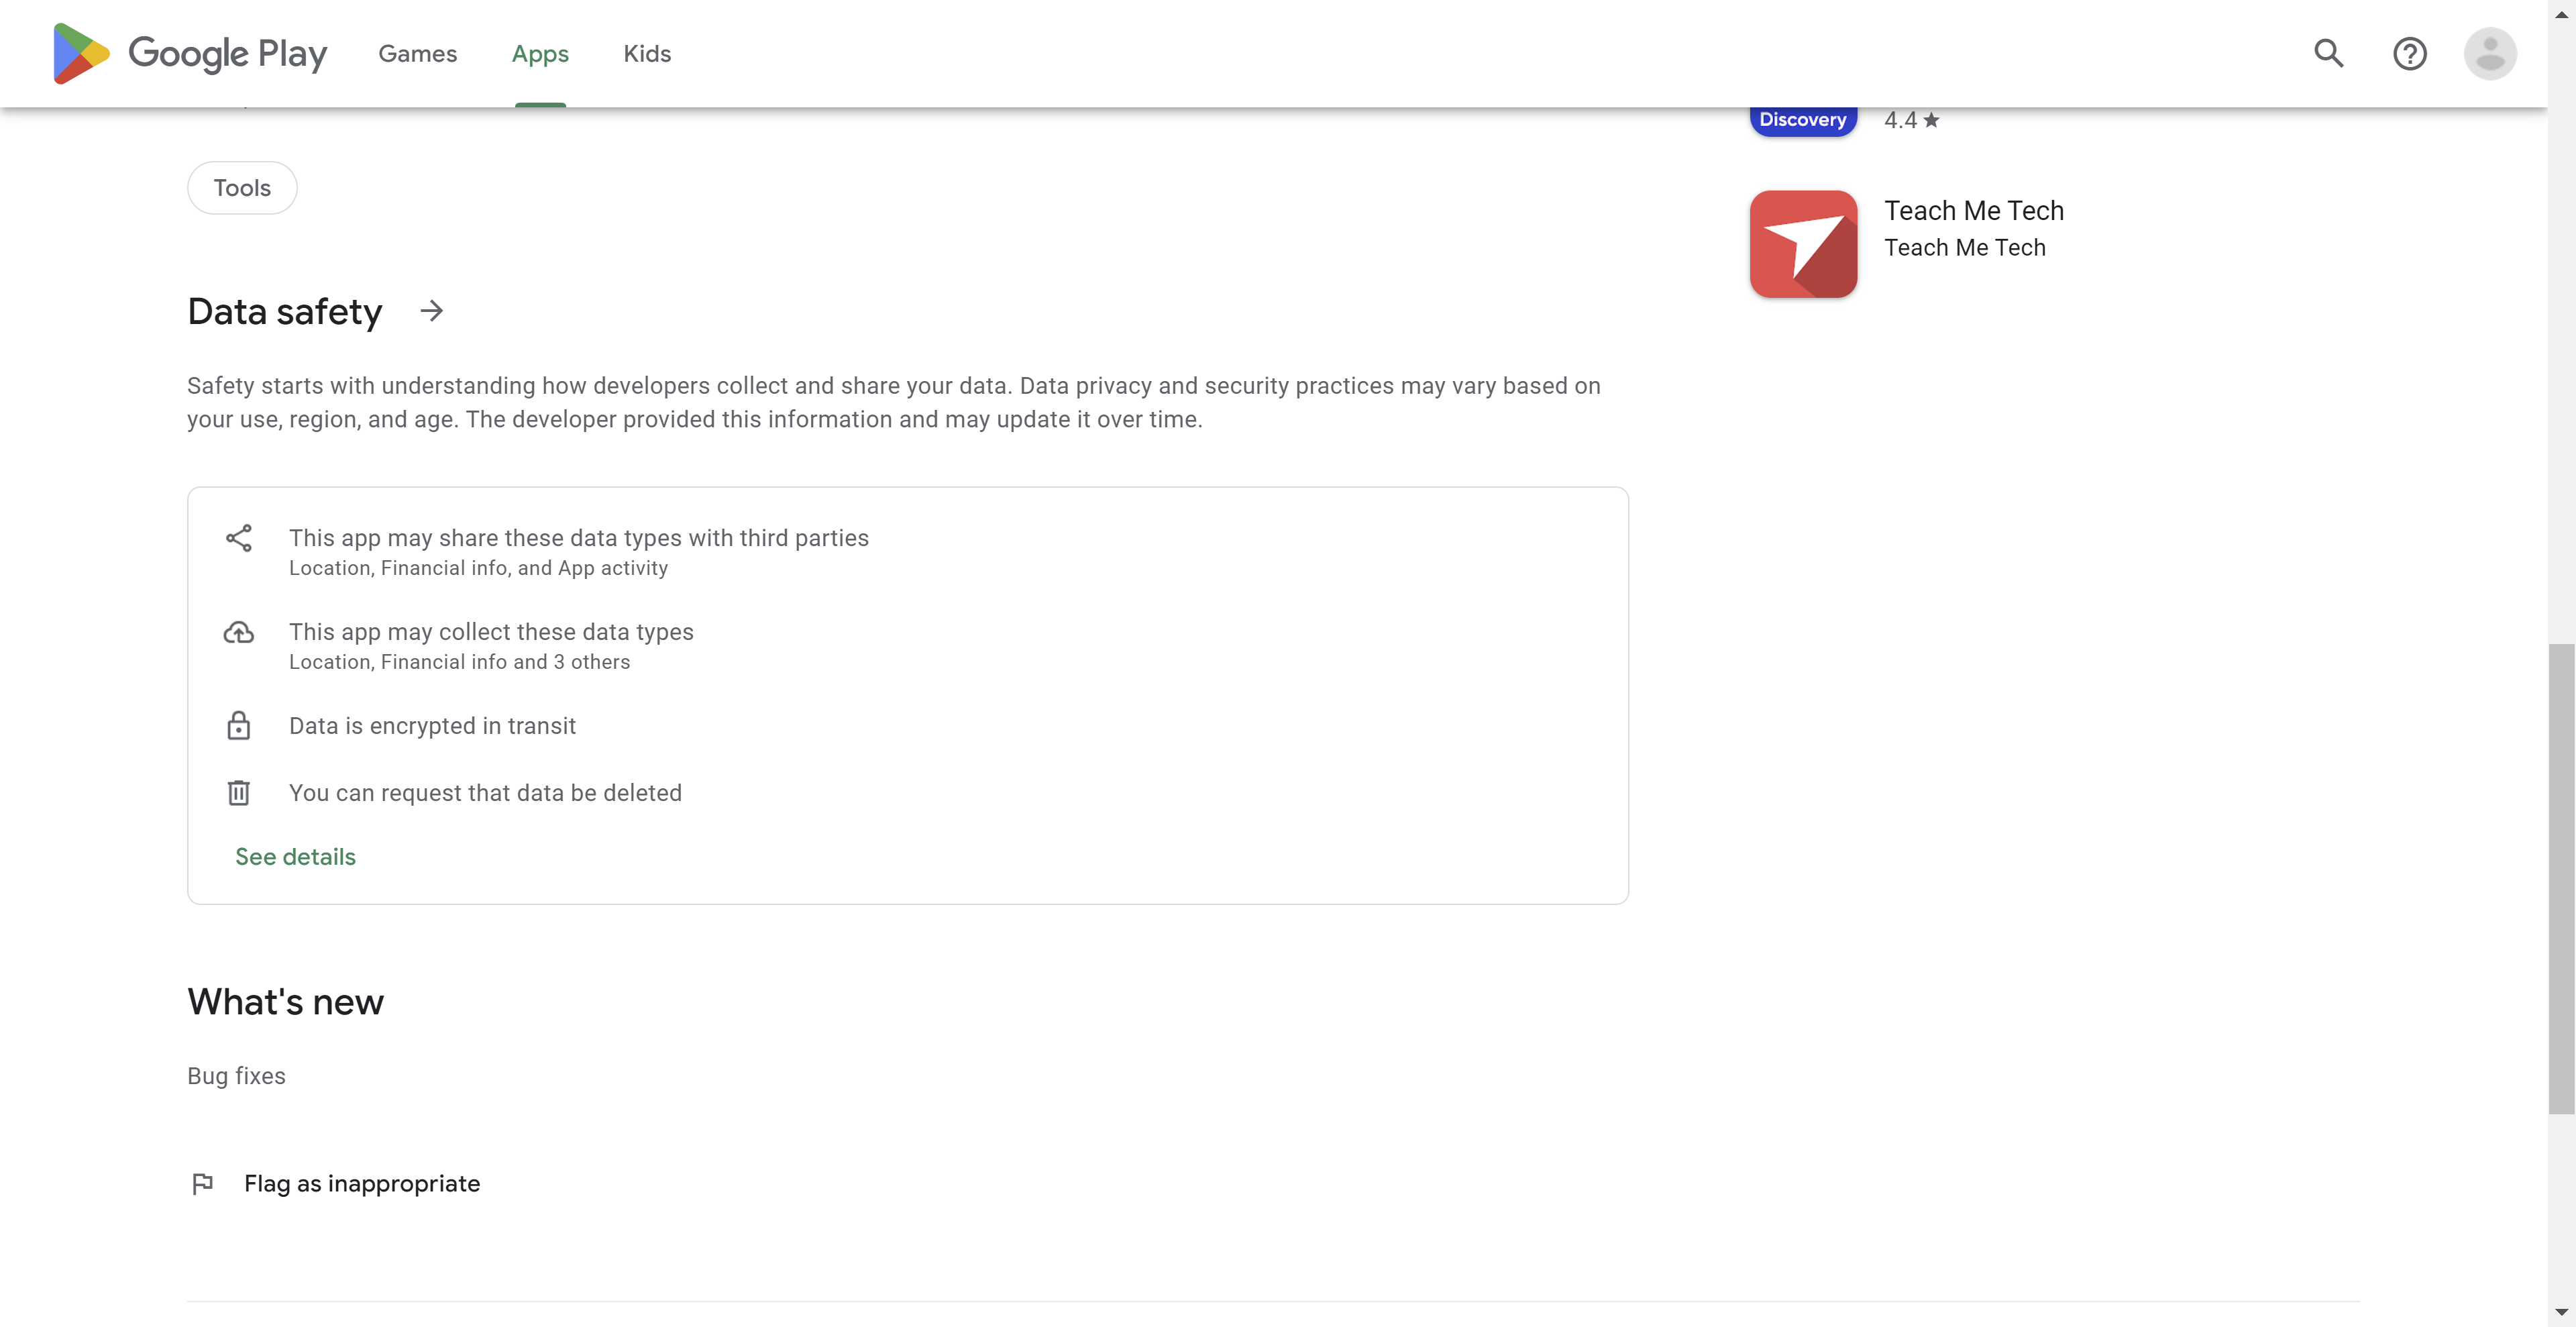 Google Play Games Apps Kids
Discovery 4.4
Tools
Teach Me Tech
Teach Me Tech
Data safety
Safety starts with understanding how developers collect and share your data. Data privacy and security practices may vary based on
your use, region, and age. The developer provided this information and may update it over time.
This app may share these data types with third parties
Location, Financial info, and App activity
This app may collect these data types
Location, Financial info and 3 others
Data is encrypted in transit
You can request that data be deleted
See details
What's new
Bug fixes
Flag as inappropriate